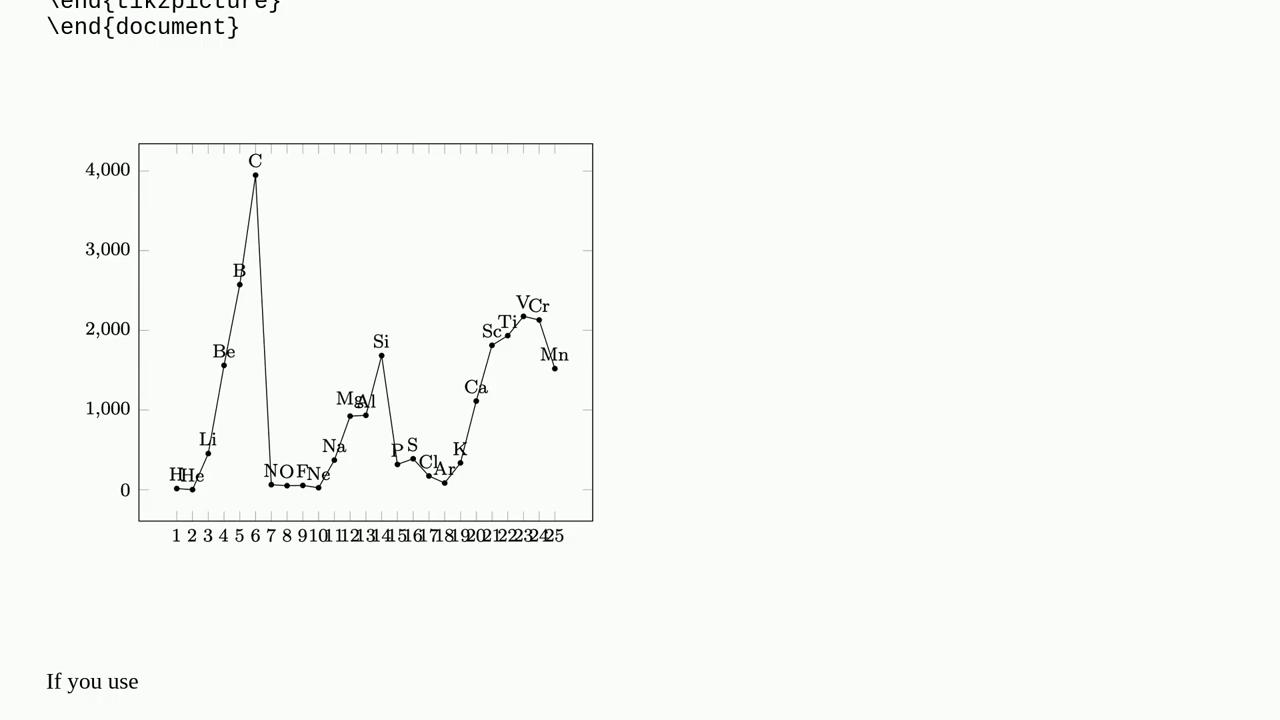 \end{tikzpicture}
\end{document}
C
4,000
3,000
B
V Cr
2,000
Sc Ti
Si
Be
Mn
Ca
Mg Al
1,000
Li
Na
P S
K
H He
N O F Ne
Cl Ar
0
1 2 3 4 5 6 7 8 9 10 11 12 13 14 15 16 17 18 19 20 21 22 23 24 25
If you use